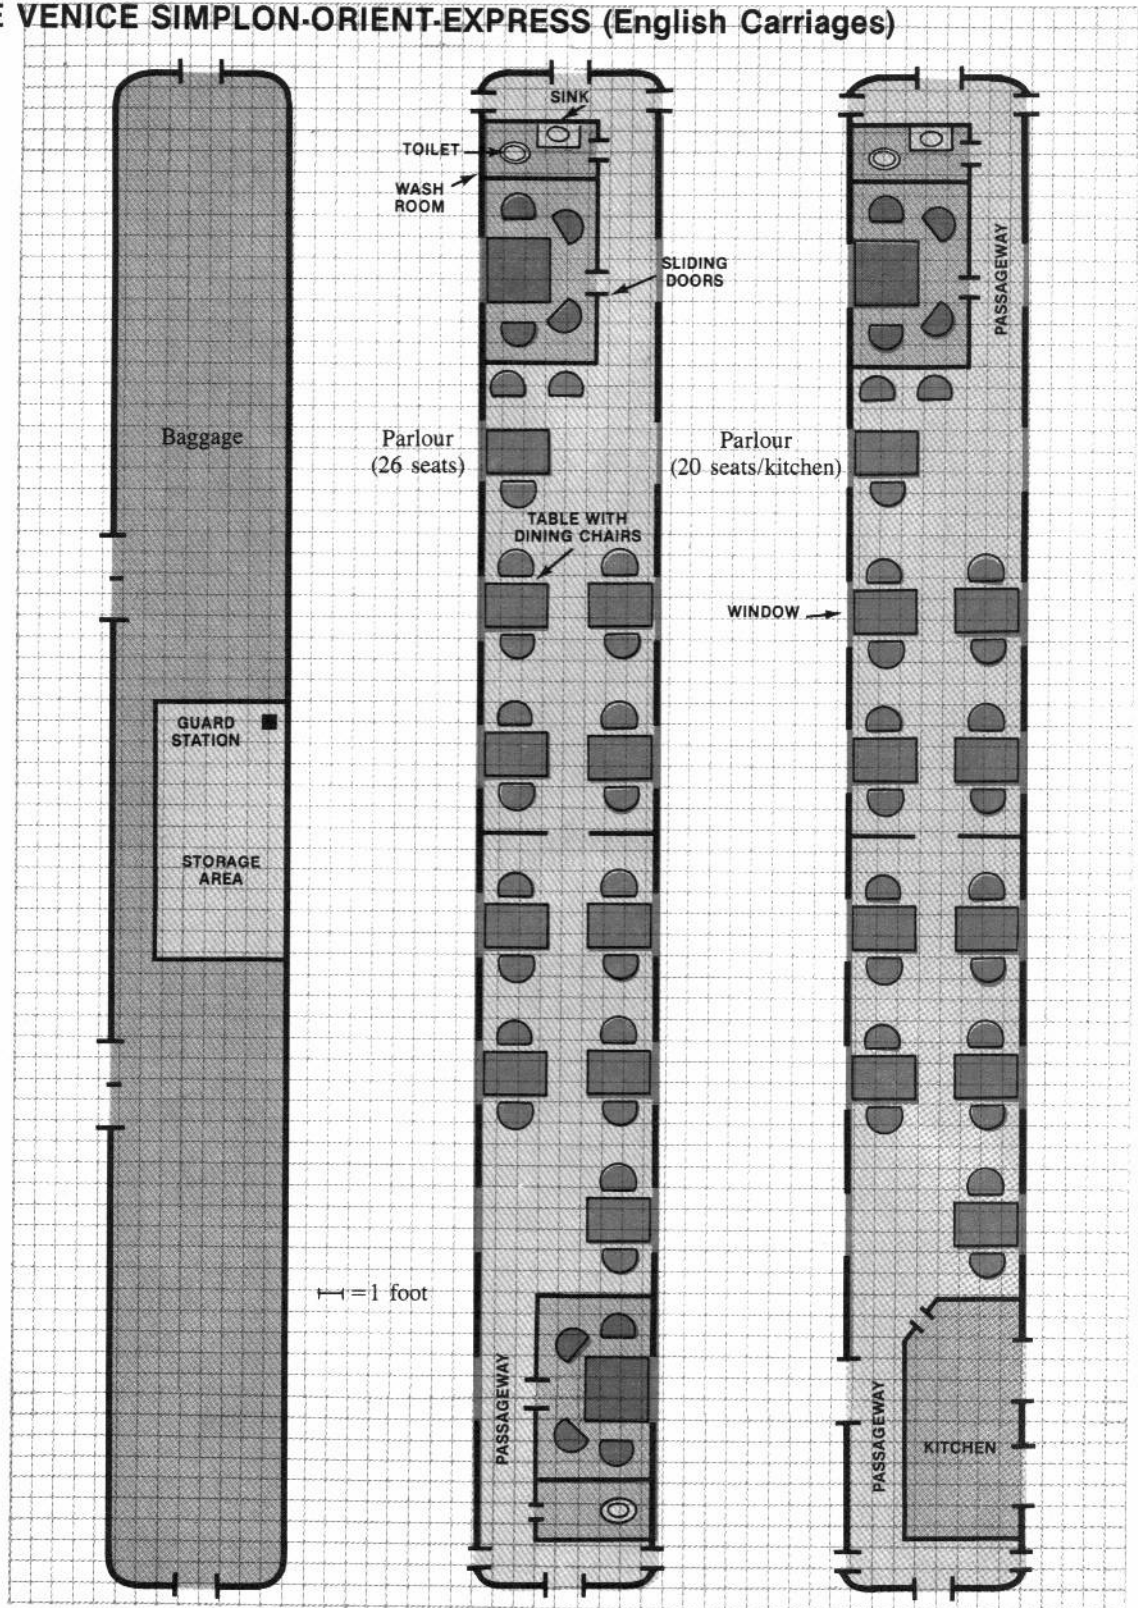 E VENICE SIMPLON-ORIENT-EXPRESS (English Carriages)
Baggage
GUARD
STATION
STORAGE
AREA
SINK
TOILET
WASH
ROOM
SLIDING
DOORS
Parlour
(26 seats)
TABLE WITH
DINING CHAIRS
= 1 foot
PASSAGEWAY
PASSAGEWAY
Parlour
(20 seats/kitchen)
WINDOW
PASSAGEWAY
KITCHEN